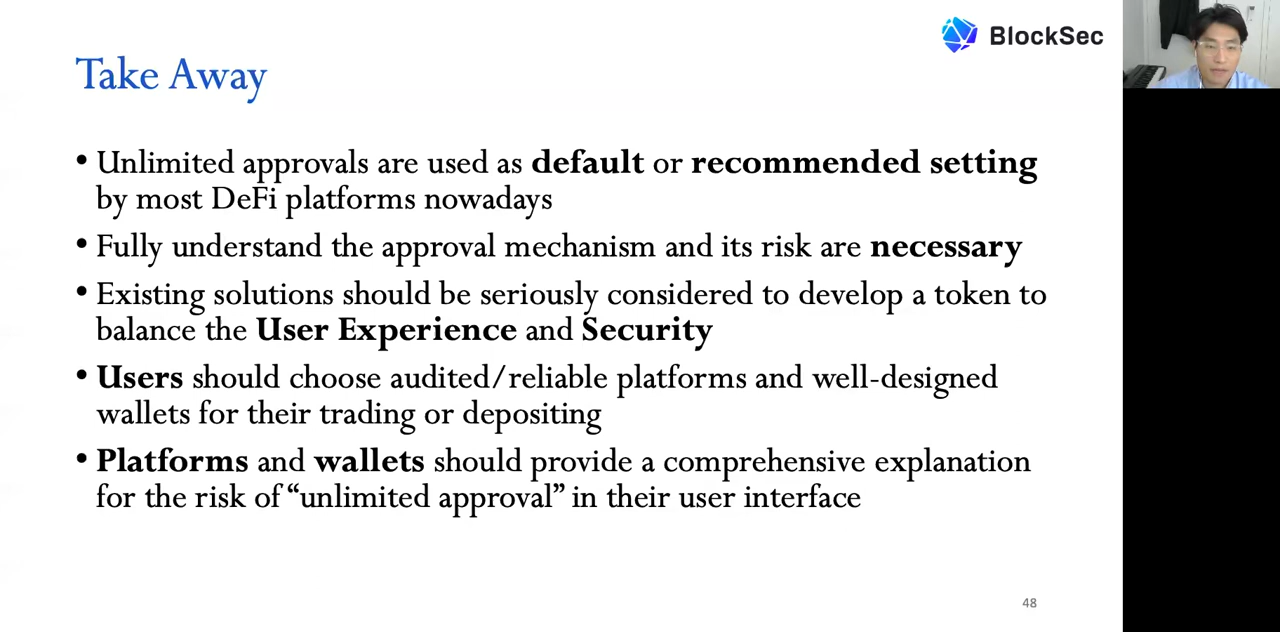 BlockSec
Take Away
• Unlimited approvals are used as default or recommended setting
by most DeFi platforms nowadays
• Fully understand the approval mechanism and its risk are necessary
• Existing solutions should be seriously considered to develop a token to
balance the User Experience and Security
• Users should choose audited/reliable platforms and well-designed
wallets for their trading or depositing
• Platforms and wallets should provide a comprehensive explanation
for the risk of “unlimited approval” in their user interface
48